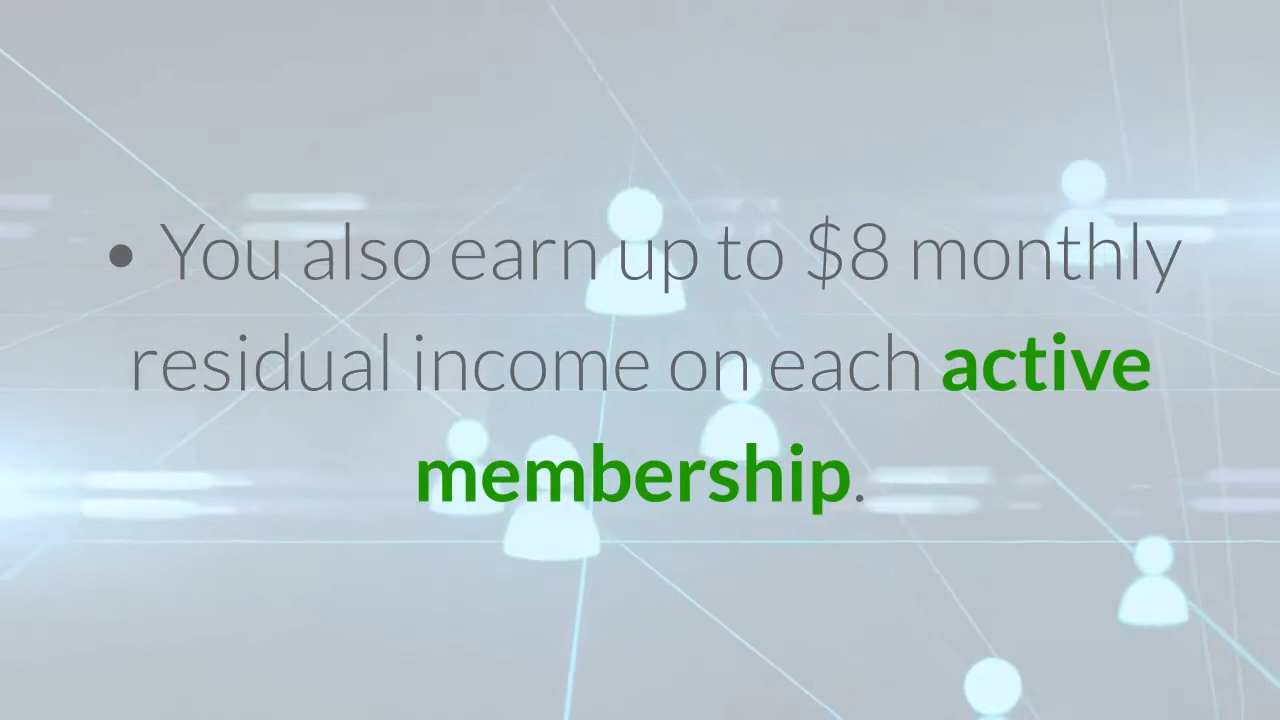 • You also earn up to $8 monthly
residual income on each active
membership.